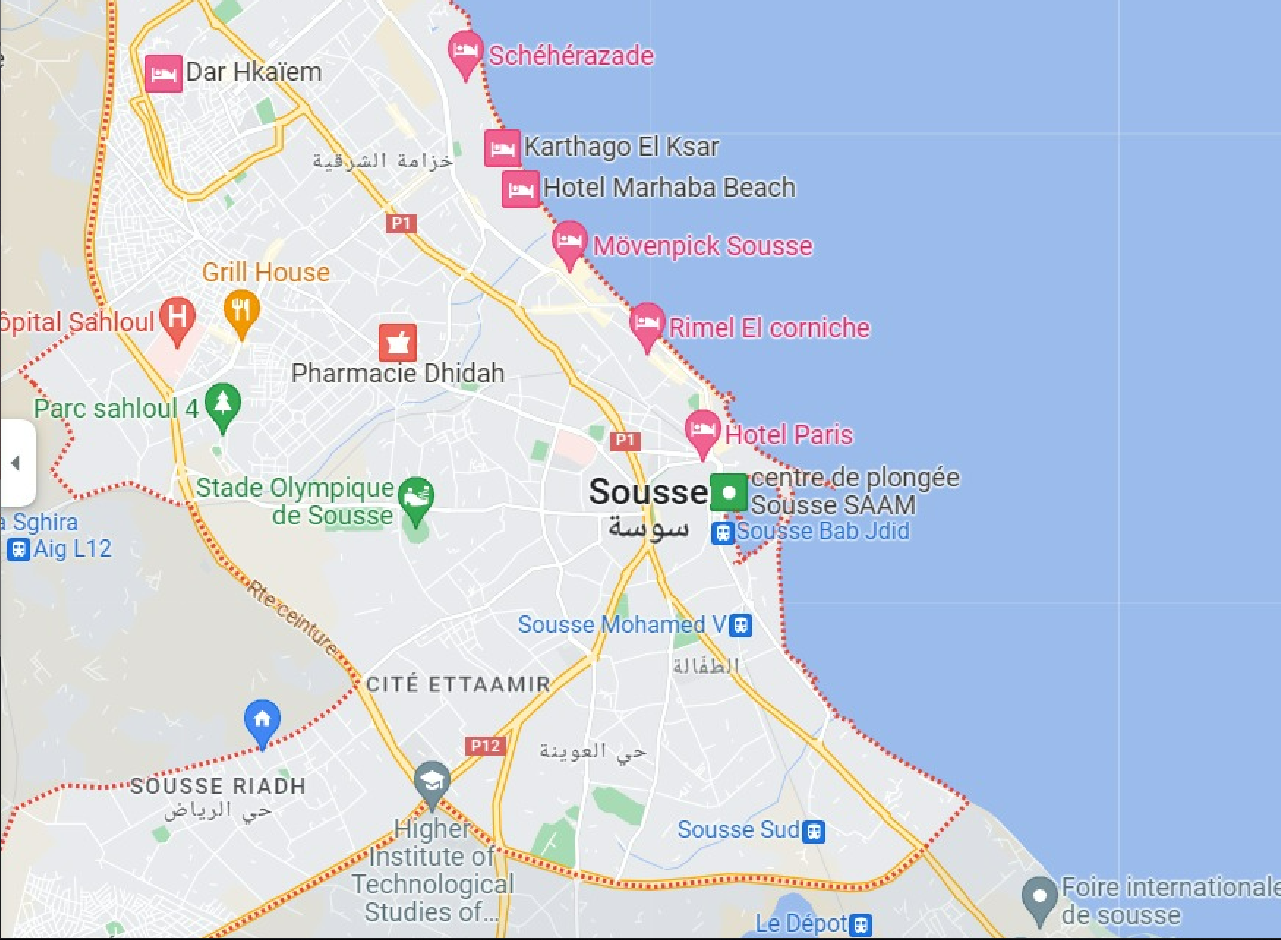 Schéhérazade
Dar Hkaïem
Karthago El Ksar
خزامة الشرقية
Hotel Marhaba Beach
P1
Mövenpick Sousse
Grill House
ôpital Sahloul
H
Rimel El corniche
Pharmacie Dhidah
Parc sahloul 4
P1
Hotel Paris
Stade Olympique
de Sousse
Sousse
سوسة
centre de plongée
Sousse SAAM
Sousse Bab Jdid
a Sghira
Aig L12
Rte ceinture
Sousse Mohamed V
الطفالة
CITÉ ETTAAMIR
P12
حي العوينة
SOUSSE RIADH
حي الرياض
Higher
Institute of
Technological
Studies of...
Sousse Sud
Foire internationale
de sousse
Le Dépot